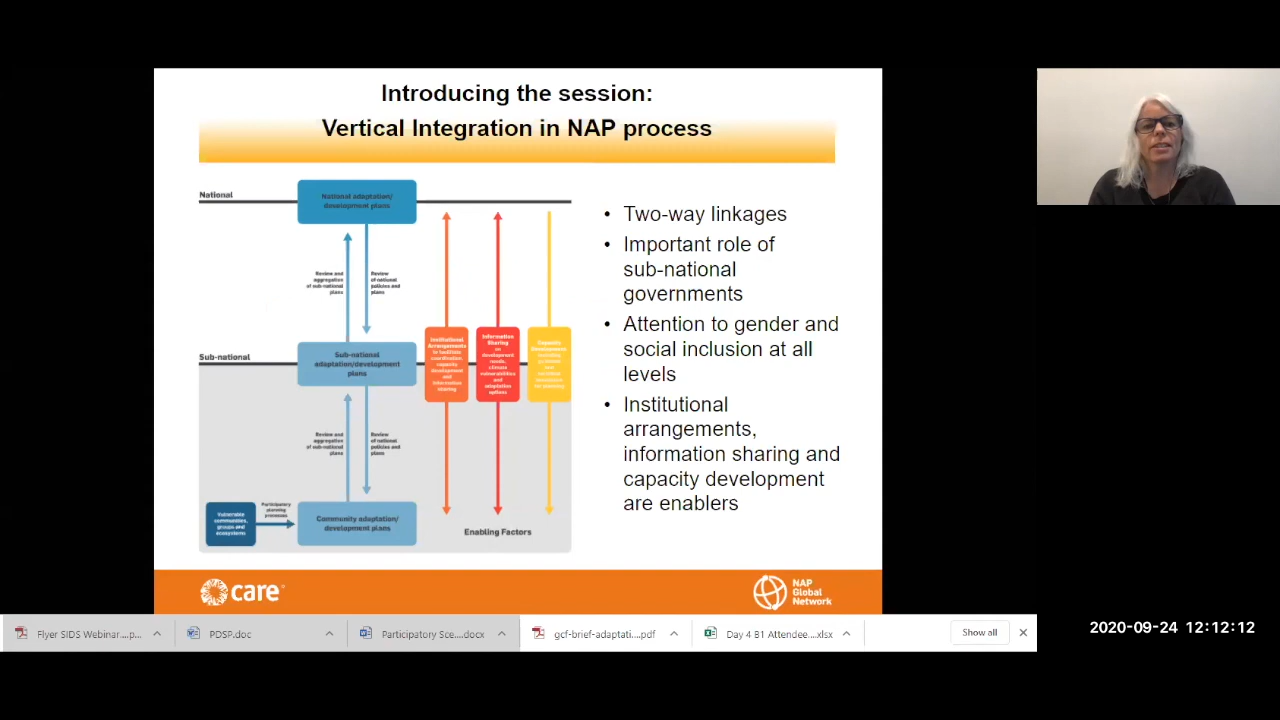 Introducing the session:
Vertical Integration in NAP process
National
National adaptation/
development plans
Review and
aggregation
of sub-national
plans
Review
of national
policies and
plans
Sub-national
Sub-national
adaptation/development
plans
Institutional
Arrangements
to facilitate
coordination,
capacity
development
and
information
sharing
Information
Sharing
on
development
needs,
climate
vulnerabilities
and
adaptation
options
Capacity
Development
Review and
aggregation
of sub-national
plans
Review
of national
policies and
plans
Vulnerable
communities,
groups and
ecosystems
Participatory
planning
processes
Community adaptation/
development plans
Enabling Factors
• Two-way linkages
• Important role of
sub-national
governments
• Attention to gender and
social inclusion at all
levels
• Institutional
arrangements,
information sharing and
capacity development
are enablers
care
NAP
Global
Network
Flyer SIDS Webinar....p...
PDSP.doc
Participatory Sce....docx
gcf-brief-adaptati....pdf
Day 4 B1 Attendee....xlsx
Show all
2020-09-24 12:12:12